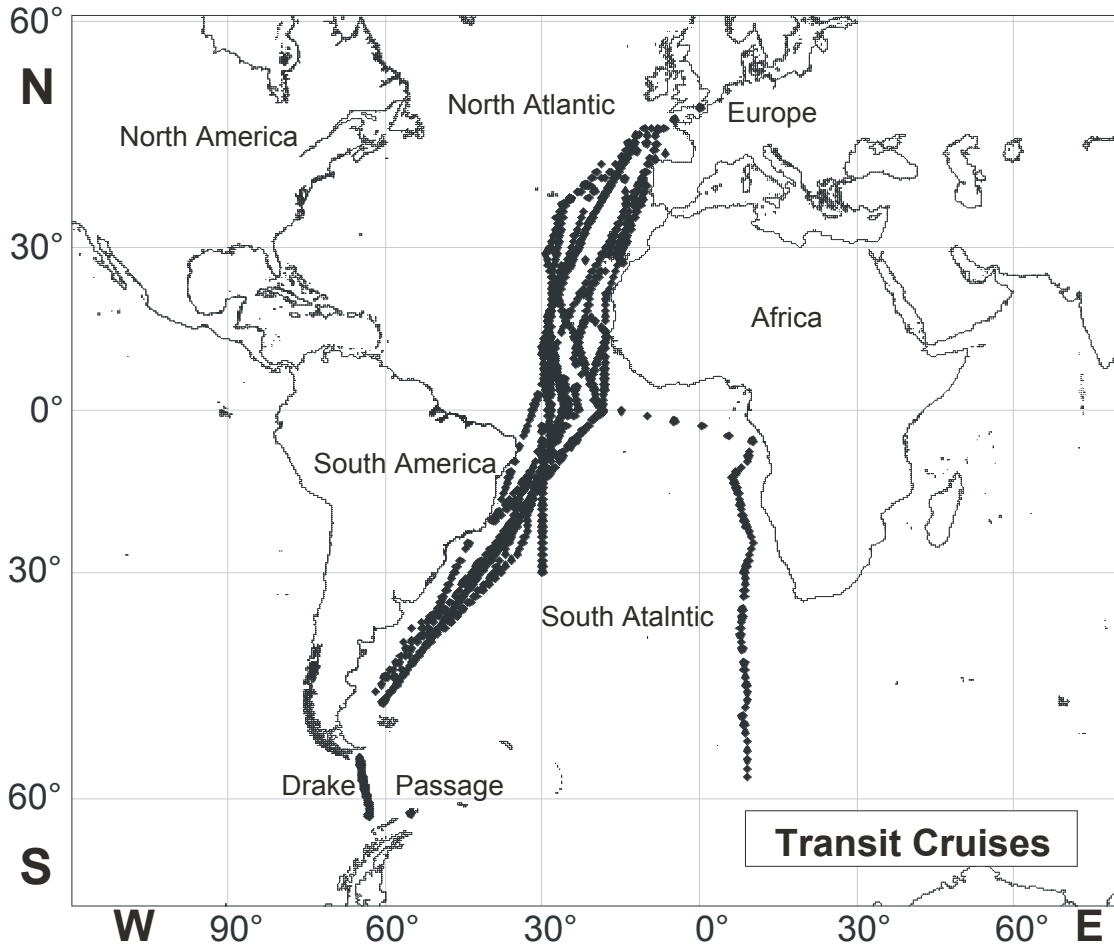 60°
N
North Atlantic
Europe
North America
30°
Africa
0°
South America
30°
South Atalntic
Drake Passage
60°
Transit Cruises
S
W 90° 60° 30° 0° 30° 60° E